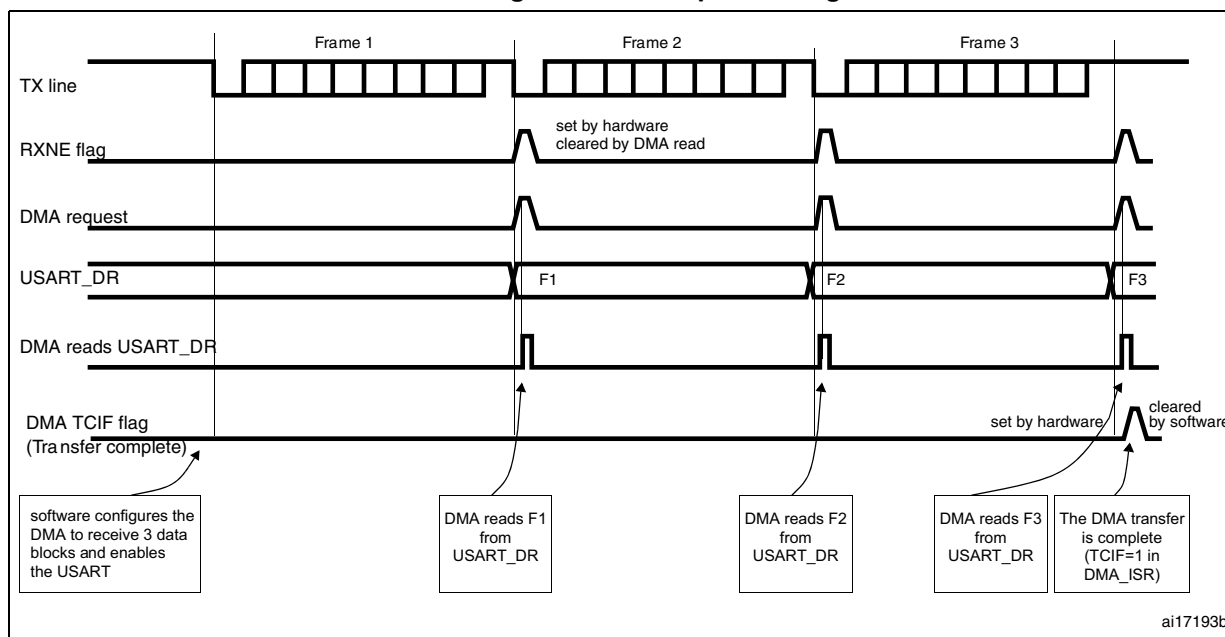 Frame 1
Frame 2
Frame 3
TX line
set by hardware
cleared by DMA read
RXNE flag
DMA request
USART_DR
F1
F2
F3
DMA reads USART_DR
DMA TCIF flag
(Transfer complete)
set by hardware
cleared
by software
software configures the
DMA to receive 3 data
blocks and enables
the USART
DMA reads F1
from
USART_DR
DMA reads F2
from
USART_DR
DMA reads F3
from
USART_DR
The DMA transfer
is complete
(TCIF=1 in
DMA_ISR)
ai17193b